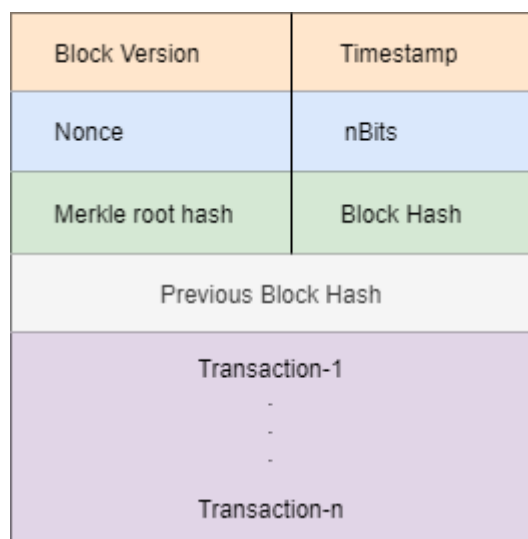 Block Version Timestamp
Nonce nBits
Merkle root hash Block Hash
Previous Block Hash
Transaction-1
.
.
.
Transaction-n